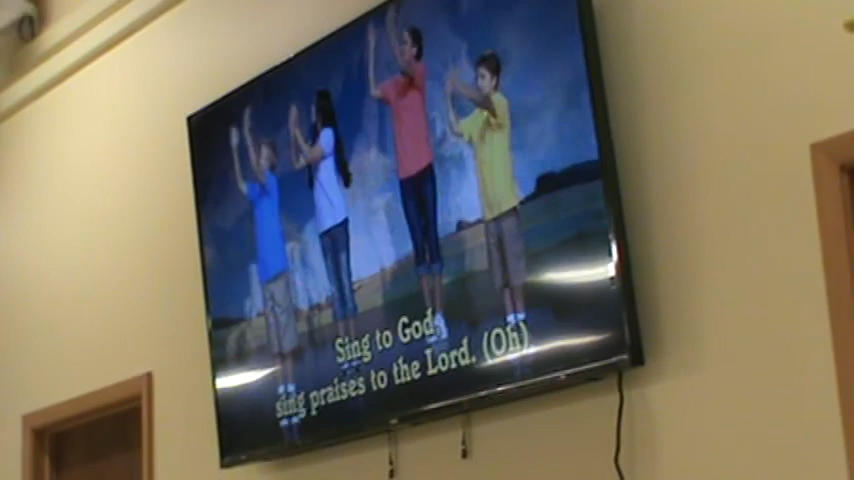 Sing to God;
sing praises to the Lord. (Oh)